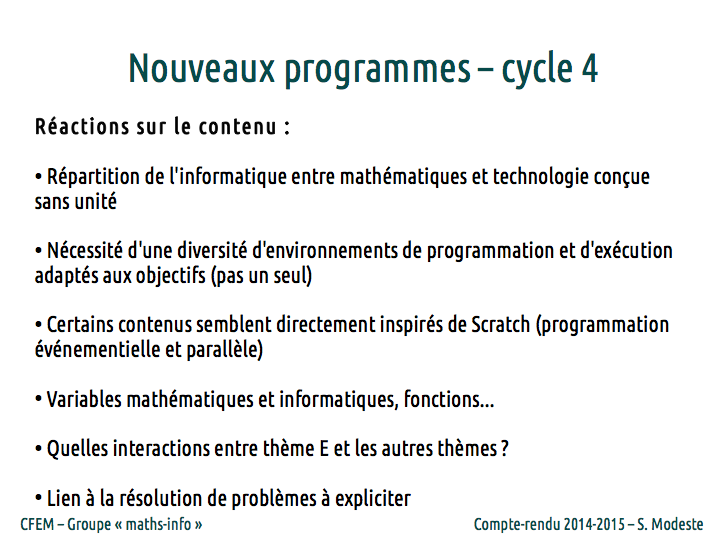 Nouveaux programmes – cycle 4
Réactions sur le contenu :
• Répartition de l'informatique entre mathématiques et technologie conçue
sans unité
• Nécessité d'une diversité d'environnements de programmation et d'exécution
adaptés aux objectifs (pas un seul)
• Certains contenus semblent directement inspirés de Scratch (programmation
événementielle et parallèle)
• Variables mathématiques et informatiques, fonctions...
• Quelles interactions entre thème E et les autres thèmes ?
• Lien à la résolution de problèmes à expliciter
CFEM – Groupe « maths-info »
Compte-rendu 2014-2015 – S. Modeste